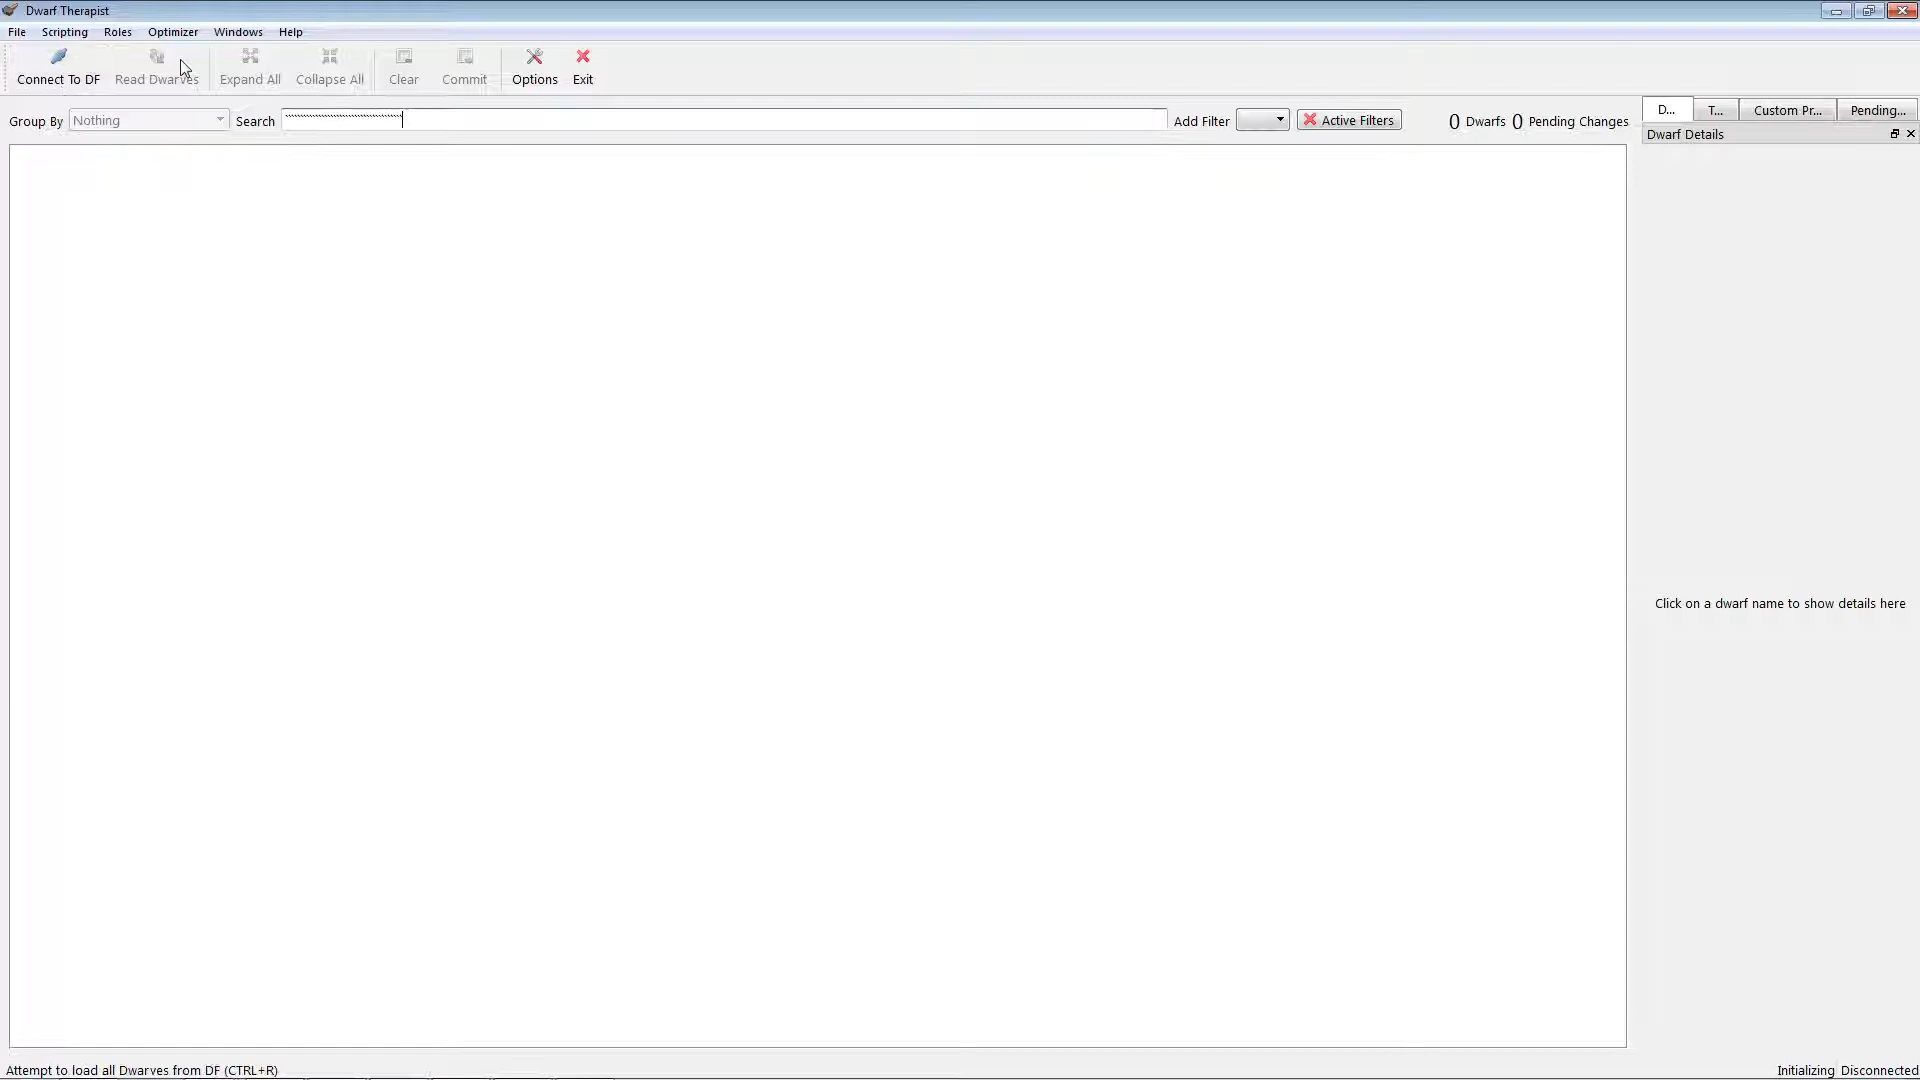 Dwarf Therapist
File Scripting Roles Optimizer Windows Help
Connect To DF Read Dwarves Expand All Collapse All Clear Commit Options Exit
Group By Nothing Search Add Filter Active Filters 0 Dwarfs 0 Pending Changes
D... T... Custom Pr... Pending...
Dwarf Details
Click on a dwarf name to show details here
Attempt to load all Dwarves from DF (CTRL+R) Initializing Disconnected